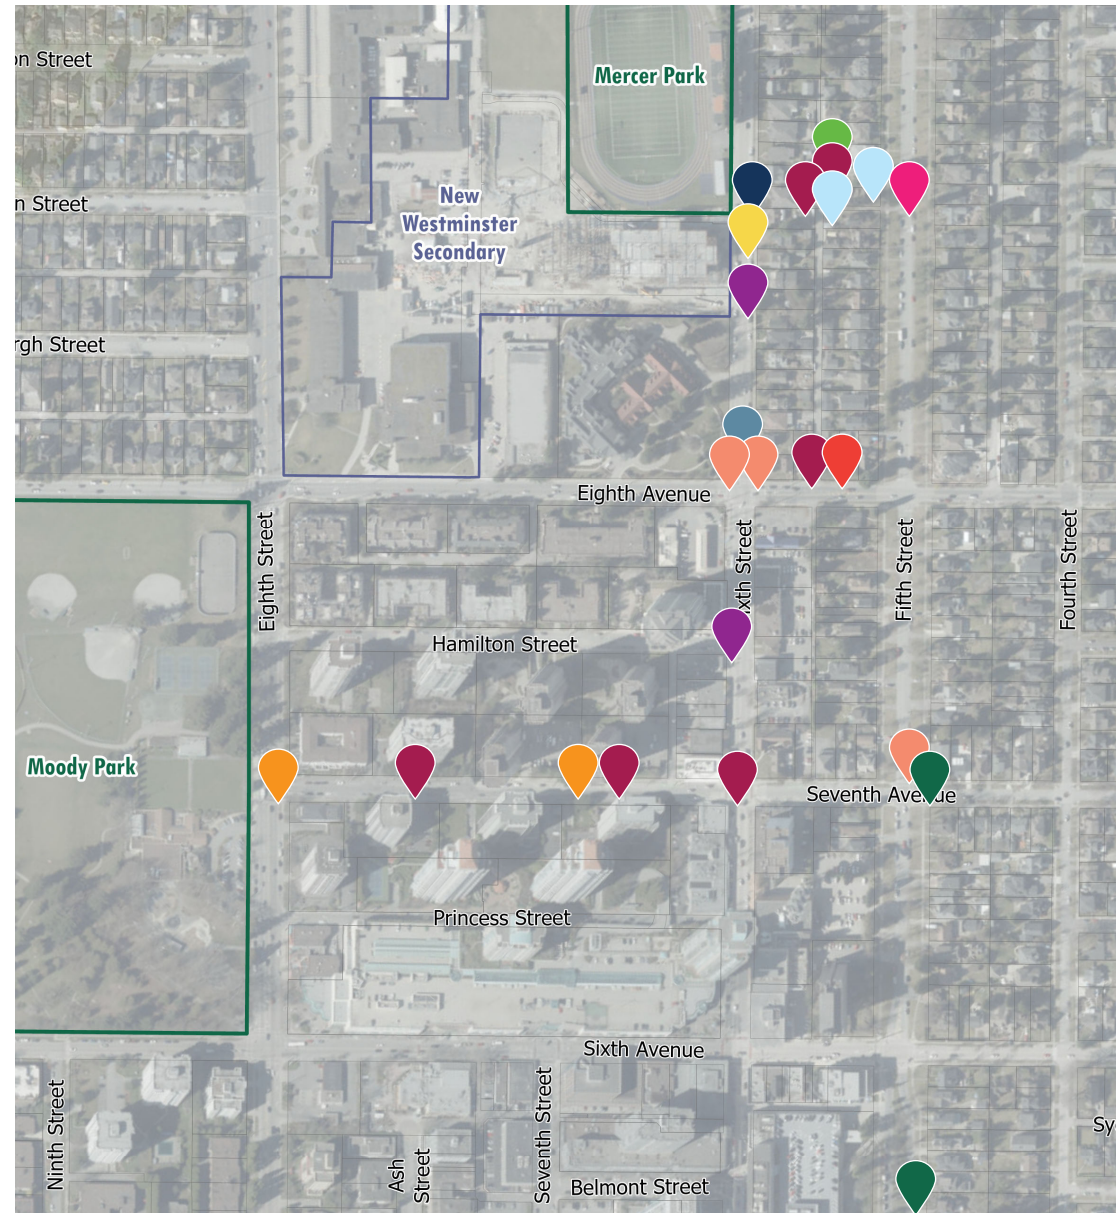 on Street
Mercer Park
n Street
New
Westminster
Secondary
rgh Street
Eighth Avenue
Eighth Street
ixth Street
Fifth Street
Fourth Street
Hamilton Street
Moody Park
Seventh Avenue
Princess Street
Sixth Avenue
Ninth Street
Ash
Street
Seventh Street
Belmont Street
Sy